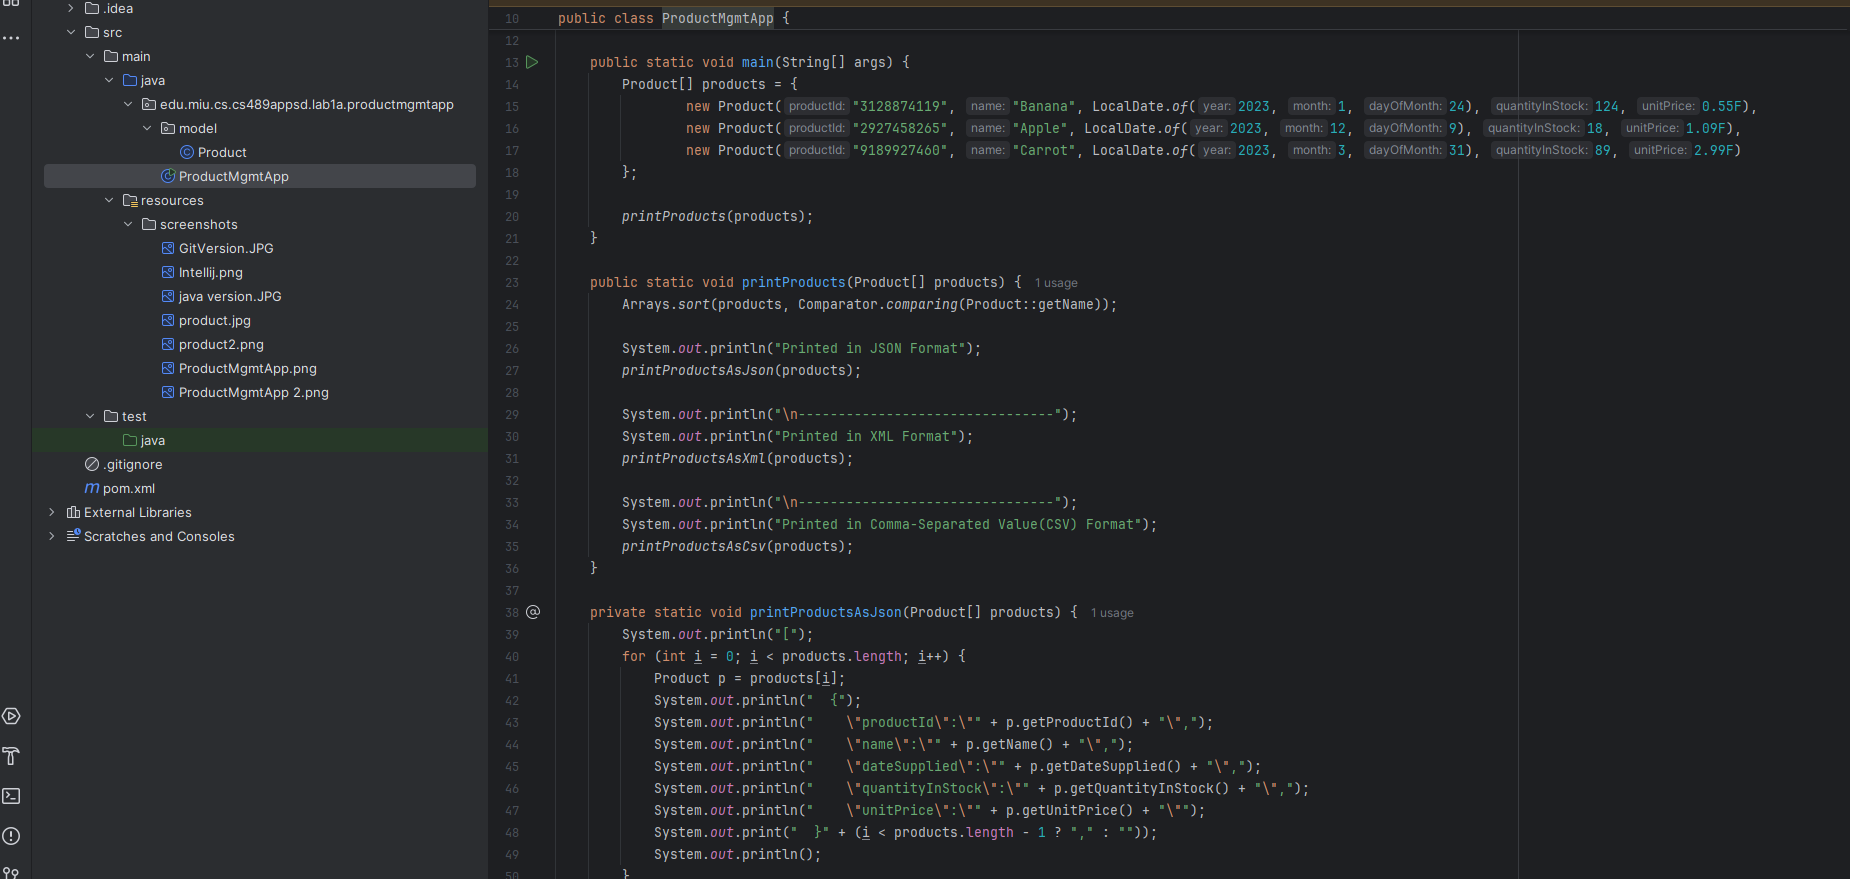 .idea
src
main
java
edu.miu.cs.cs489appsd.lab1a.productmgmtapp
model
Product
ProductMgmtApp
resources
screenshots
GitVersion.JPG
Intellij.png
java version.JPG
product.jpg
product2.png
ProductMgmtApp.png
ProductMgmtApp 2.png
test
java
.gitignore
pom.xml
External Libraries
Scratches and Consoles
10 public class ProductMgmtApp {
12
13 public static void main(String[] args) {
14 Product[] products = {
15 new Product( productId: "3128874119", name: "Banana", LocalDate.of( year: 2023, month: 1, dayOfMonth: 24), quantityInStock: 124, unitPrice: 0.55F),
16 new Product( productId: "2927458265", name: "Apple", LocalDate.of( year: 2023, month: 12, dayOfMonth: 9), quantityInStock: 18, unitPrice: 1.09F),
17 new Product( productId: "9189927460", name: "Carrot", LocalDate.of( year: 2023, month: 3, dayOfMonth: 31), quantityInStock: 89, unitPrice: 2.99F)
18 };
19
20 printProducts(products);
21 }
22
23 public static void printProducts(Product[] products) { 1 usage
24 Arrays.sort(products, Comparator.comparing(Product::getName));
25
26 System.out.println("Printed in JSON Format");
27 printProductsAsJson(products);
28
29 System.out.println("\n--------------------------------");
30 System.out.println("Printed in XML Format");
31 printProductsAsXml(products);
32
33 System.out.println("\n--------------------------------");
34 System.out.println("Printed in Comma-Separated Value(CSV) Format");
35 printProductsAsCsv(products);
36 }
37
38 private static void printProductsAsJson(Product[] products) { 1 usage
39 System.out.println("[");
40 for (int i = 0; i < products.length; i++) {
41 Product p = products[i];
42 System.out.println("  {");
43 System.out.println("    \"productId\":\"" + p.getProductId() + "\",");
44 System.out.println("    \"name\":\"" + p.getName() + "\",");
45 System.out.println("    \"dateSupplied\":\"" + p.getDateSupplied() + "\",");
46 System.out.println("    \"quantityInStock\":\"" + p.getQuantityInStock() + "\",");
47 System.out.println("    \"unitPrice\":\"" + p.getUnitPrice() + "\"");
48 System.out.print("  }" + (i < products.length - 1 ? "," : ""));
49 System.out.println();
50 }